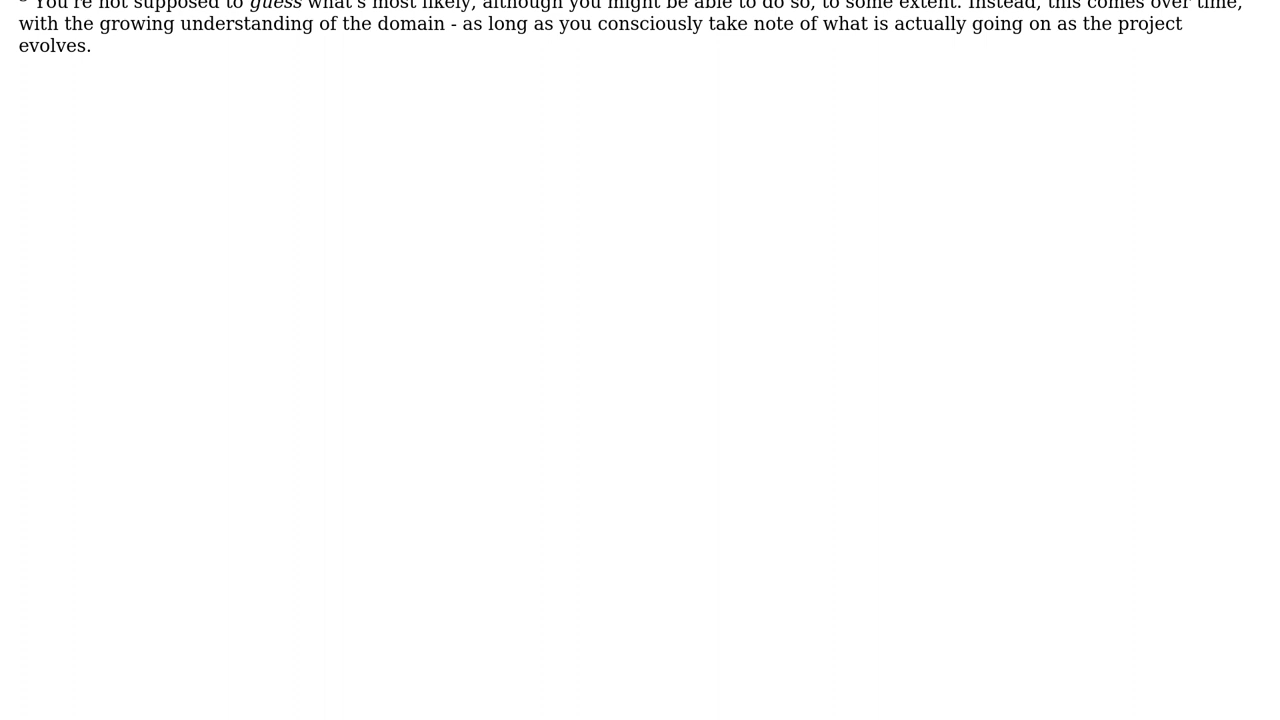 You're not supposed to guess what's most likely, although you might be able to do so, to some extent. Instead, this comes over time,
with the growing understanding of the domain - as long as you consciously take note of what is actually going on as the project
evolves.